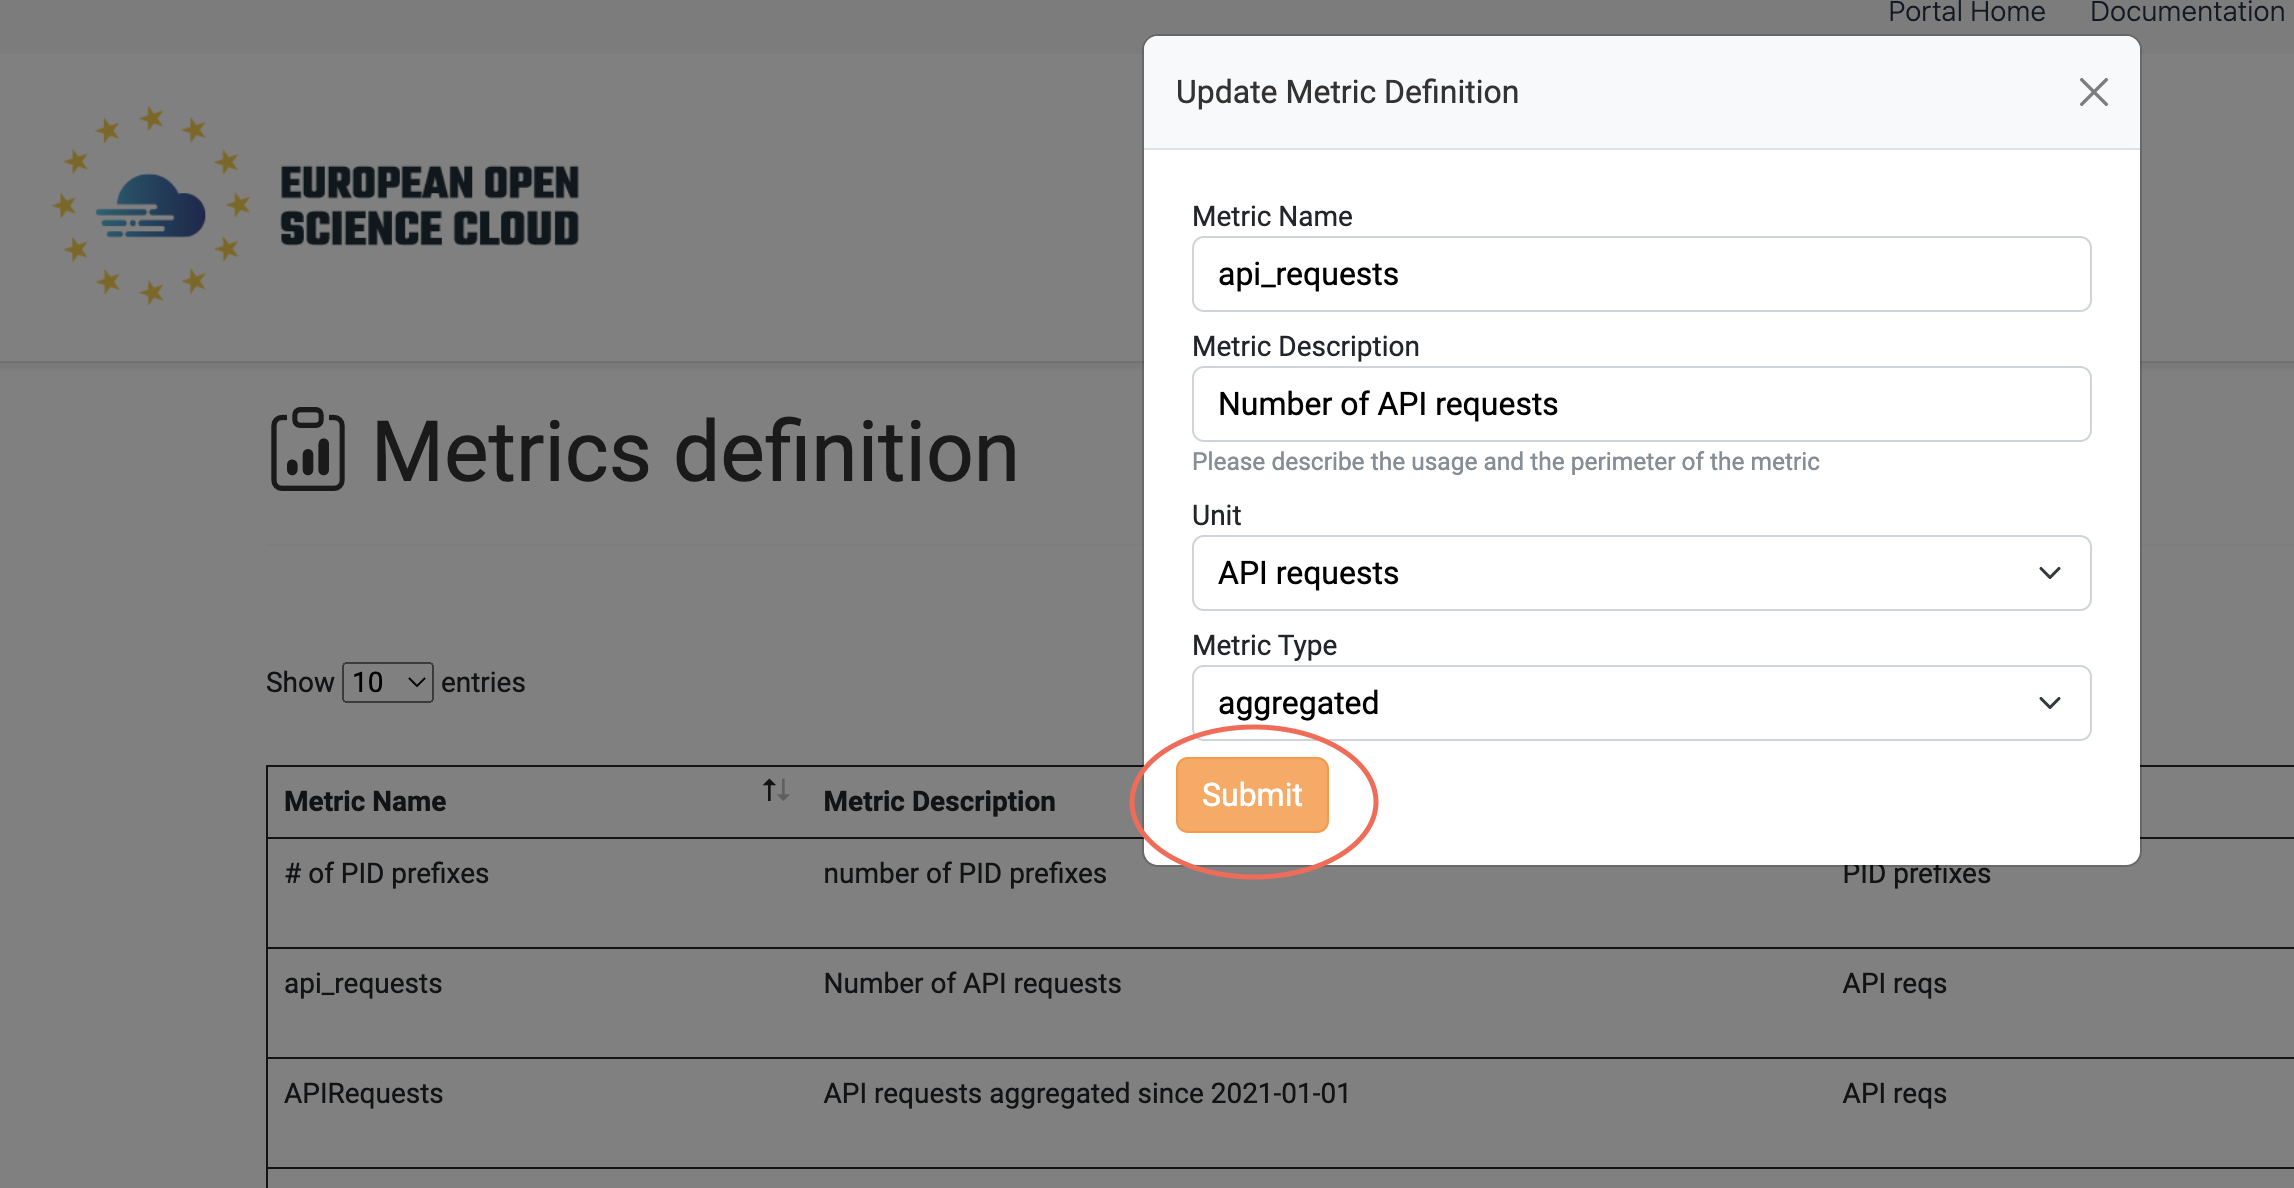 Portal Home Documentation
EUROPEAN OPEN
SCIENCE CLOUD
Metrics definition
Show 10 entries
Metric Name Metric Description
# of PID prefixes number of PID prefixes PID prefixes
api_requests Number of API requests API reqs
APIRequests API requests aggregated since 2021-01-01 API reqs
Update Metric Definition
Metric Name
api_requests
Metric Description
Number of API requests
Please describe the usage and the perimeter of the metric
Unit
API requests
Metric Type
aggregated
Submit